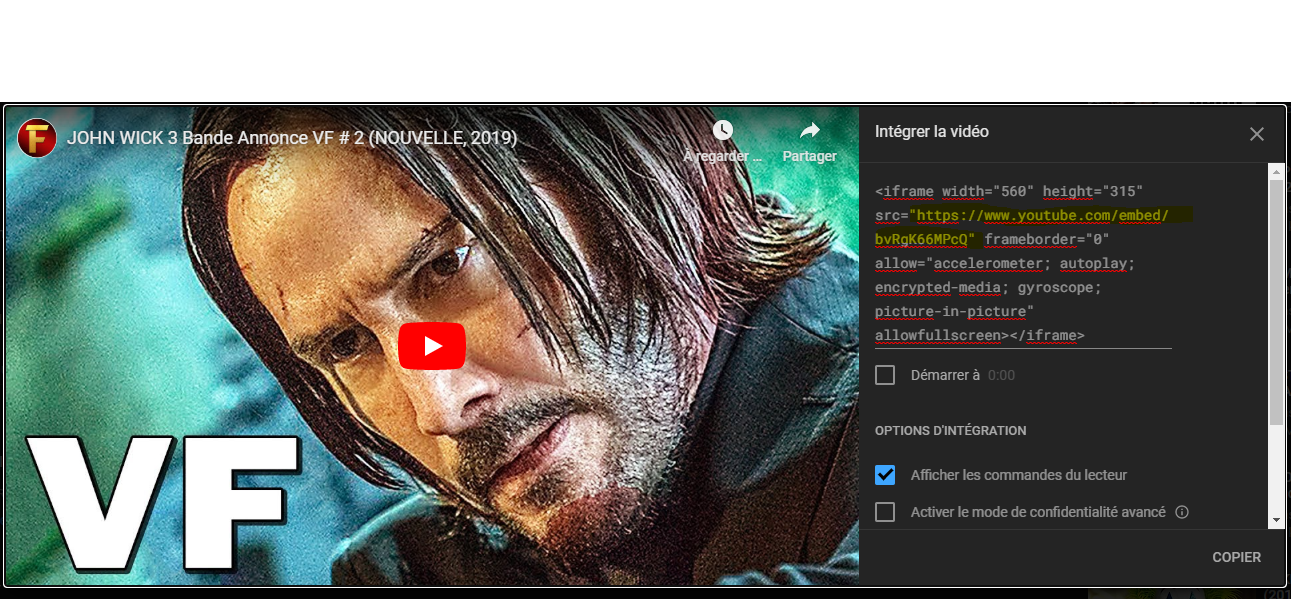 F
JOHN WICK 3 Bande Annonce VF # 2 (NOUVELLE, 2019)
À regarder ...
Partager
VF
Intégrer la vidéo
<iframe width="560" height="315"
src="https://www.youtube.com/embed/
bvRgK66MPcQ" frameborder="0"
allow="accelerometer; autoplay;
encrypted-media; gyroscope;
picture-in-picture"
allowfullscreen></iframe>
Démarrer à 0:00
OPTIONS D'INTÉGRATION
Afficher les commandes du lecteur
Activer le mode de confidentialité avancé
COPIER